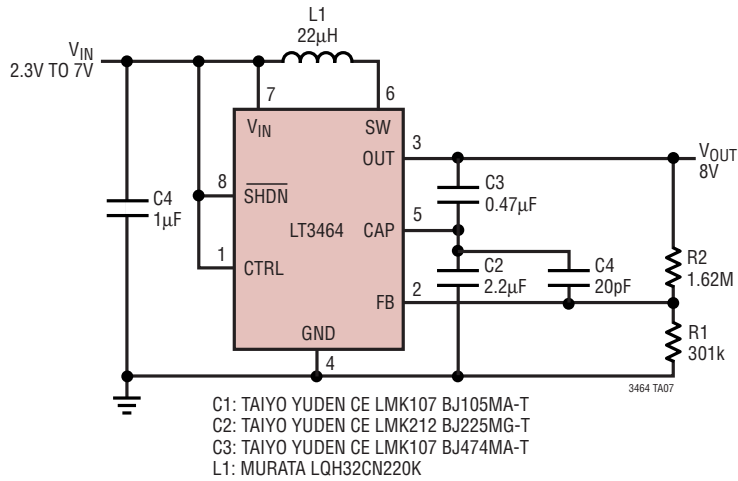 L1
22µH
VIN
2.3V TO 7V
7
6
VIN
SW
3
OUT
VOUT
8V
C3
0.47µF
8
SHDN
C4
1µF
LT3464
CAP
5
1
CTRL
C2
2.2µF
C4
20pF
R2
1.62M
FB
2
GND
4
R1
301k
3464 TA07
C1: TAIYO YUDEN CE LMK107 BJ105MA-T
C2: TAIYO YUDEN CE LMK212 BJ225MG-T
C3: TAIYO YUDEN CE LMK107 BJ474MA-T
L1: MURATA LQH32CN220K